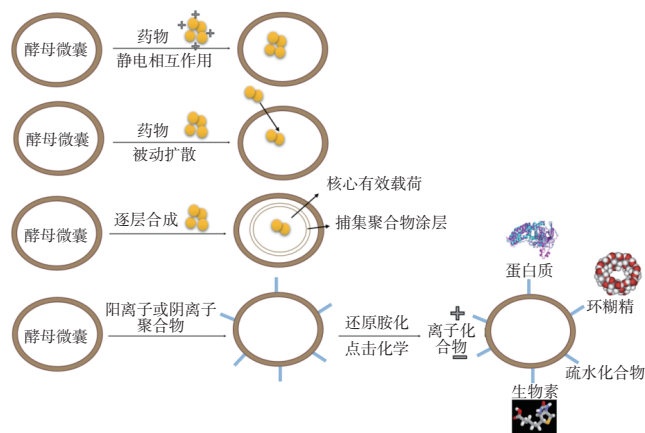 酵母微囊
药物
静电相互作用
酵母微囊
药物
被动扩散
酵母微囊
逐层合成
核心有效载荷
捕集聚合物涂层
酵母微囊
阳离子或阴离子
聚合物
还原胺化
点击化学
离子化
合物
蛋白质
环糊精
疏水化合物
生物素